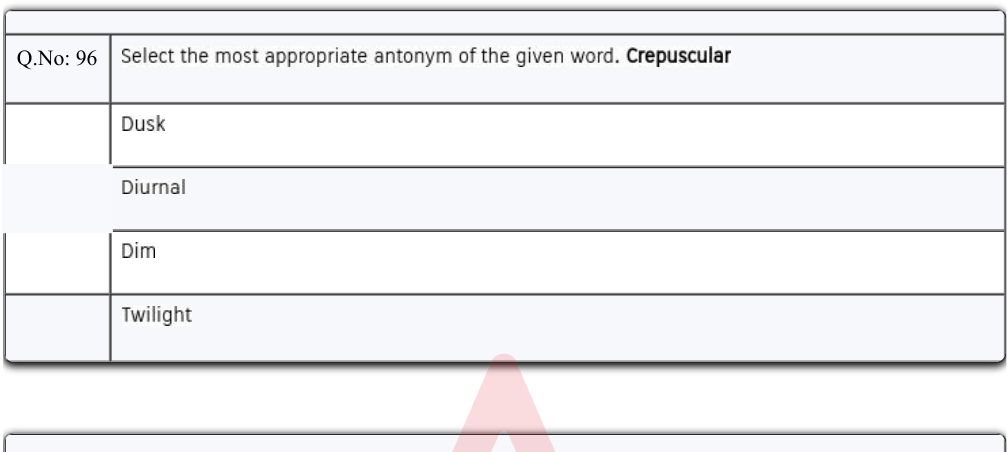 Q.No: 96 Select the most appropriate antonym of the given word. Crepuscular
Dusk
Diurnal
Dim
Twilight